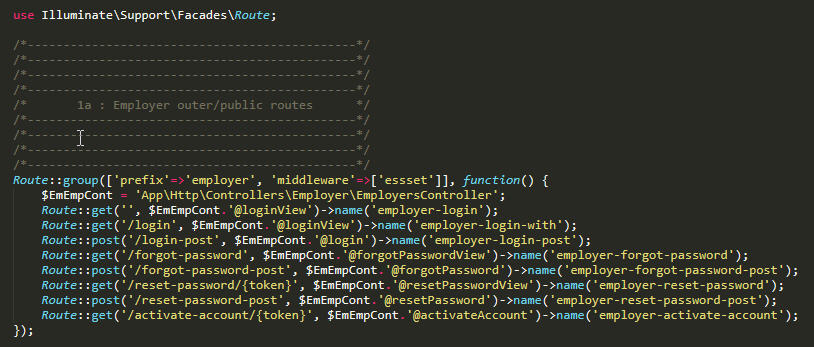 use Illuminate\Support\Facades\Route;
/*-----------------------------------------------*/
/*-----------------------------------------------*/
/*-----------------------------------------------*/
/*-----------------------------------------------*/
/*       1a : Employer outer/public routes      */
/*-----------------------------------------------*/
/*-----------------------------------------------*/
/*-----------------------------------------------*/
/*-----------------------------------------------*/
Route::group(['prefix'=>'employer', 'middleware'=>['essset']], function() {
    $EmEmpCont = 'App\Http\Controllers\Employer\EmployersController';
    Route::get('', $EmEmpCont.'@loginView')->name('employer-login');
    Route::get('/login', $EmEmpCont.'@loginView')->name('employer-login-with');
    Route::post('/login-post', $EmEmpCont.'@login')->name('employer-login-post');
    Route::get('/forgot-password', $EmEmpCont.'@forgotPasswordView')->name('employer-forgot-password');
    Route::post('/forgot-password-post', $EmEmpCont.'@forgotPassword')->name('employer-forgot-password-post');
    Route::get('/reset-password/{token}', $EmEmpCont.'@resetPasswordView')->name('employer-reset-password');
    Route::post('/reset-password-post', $EmEmpCont.'@resetPassword')->name('employer-reset-password-post');
    Route::get('/activate-account/{token}', $EmEmpCont.'@activateAccount')->name('employer-activate-account');
});